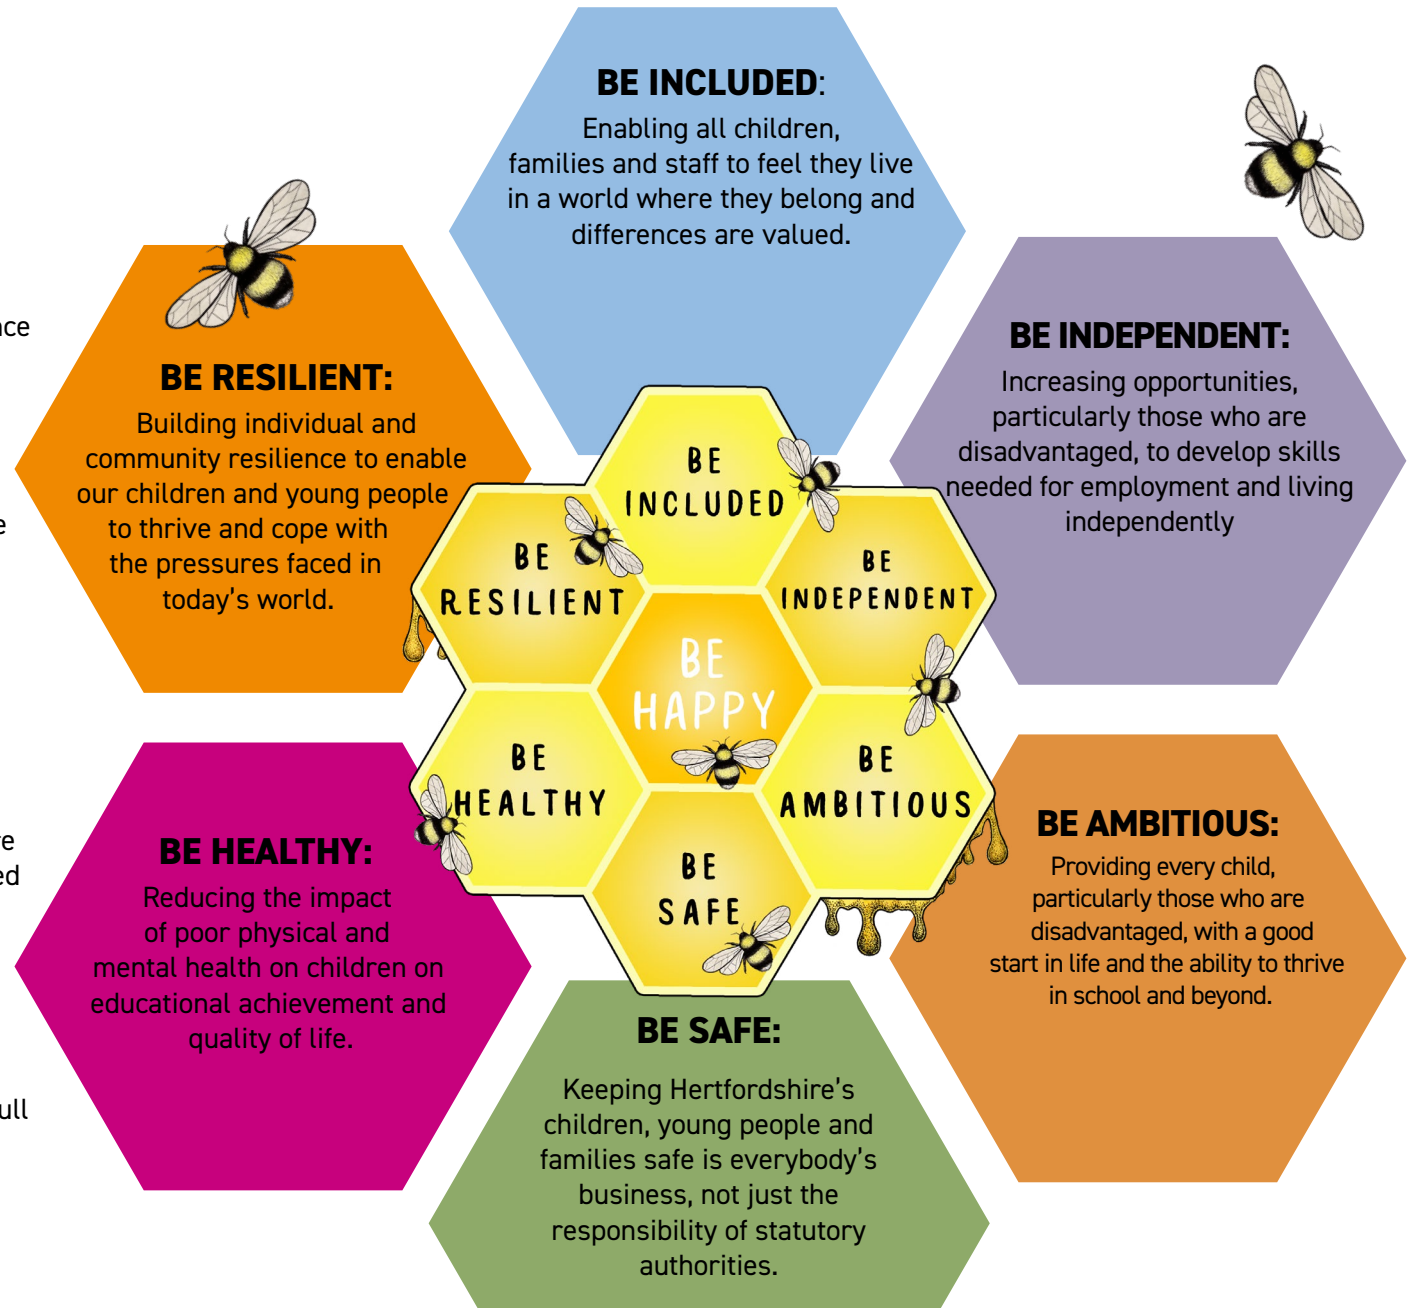 BE INCLUDED:
Enabling all children,
families and staff to feel they live
in a world where they belong and
differences are valued.
BE RESILIENT:
Building individual and
community resilience to enable
our children and young people
to thrive and cope with
the pressures faced in
today's world.
BE INDEPENDENT:
Increasing opportunities,
particularly those who are
disadvantaged, to develop skills
needed for employment and living
independently
BE
INCLUDED
BE
RESILIENT
BE
INDEPENDENT
BE
HAPPY
BE
HEALTHY
BE
AMBITIOUS
BE
SAFE
BE HEALTHY:
Reducing the impact
of poor physical and
mental health on children on
educational achievement and
quality of life.
BE AMBITIOUS:
Providing every child,
particularly those who are
disadvantaged, with a good
start in life and the ability to thrive
in school and beyond.
BE SAFE:
Keeping Hertfordshire's
children, young people and
families safe is everybody's
business, not just the
responsibility of statutory
authorities.